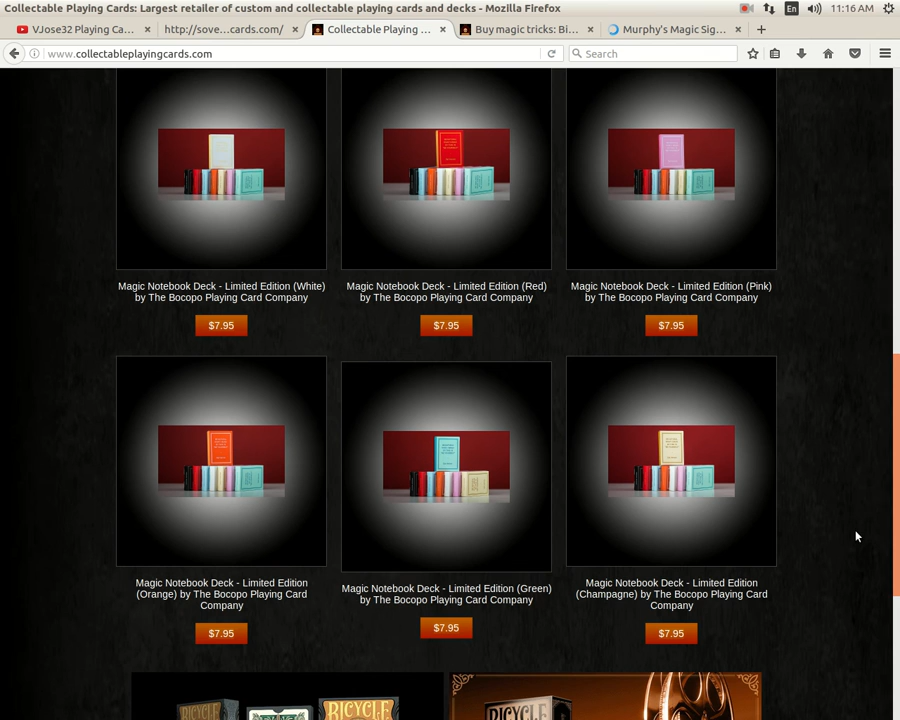 Collectable Playing Cards: Largest retailer of custom and collectable playing cards and decks - Mozilla Firefox
En
11:16 AM
VJose32 Playing Ca... ×
http://sove....cards.com/ ×
Collectable Playing ... ×
Buy magic tricks: Bi... ×
Murphy's Magic Sig... ×
www.collectableplayingcards.com
Search
Magic Notebook Deck - Limited Edition (White)
by The Bocopo Playing Card Company
$7.95
Magic Notebook Deck - Limited Edition (Red)
by The Bocopo Playing Card Company
$7.95
Magic Notebook Deck - Limited Edition (Pink)
by The Bocopo Playing Card Company
$7.95
Magic Notebook Deck - Limited Edition
(Orange) by The Bocopo Playing Card
Company
$7.95
Magic Notebook Deck - Limited Edition (Green)
by The Bocopo Playing Card Company
$7.95
Magic Notebook Deck - Limited Edition
(Champagne) by The Bocopo Playing Card
Company
$7.95
BICYCLE
BICYCLE
BICYCLE